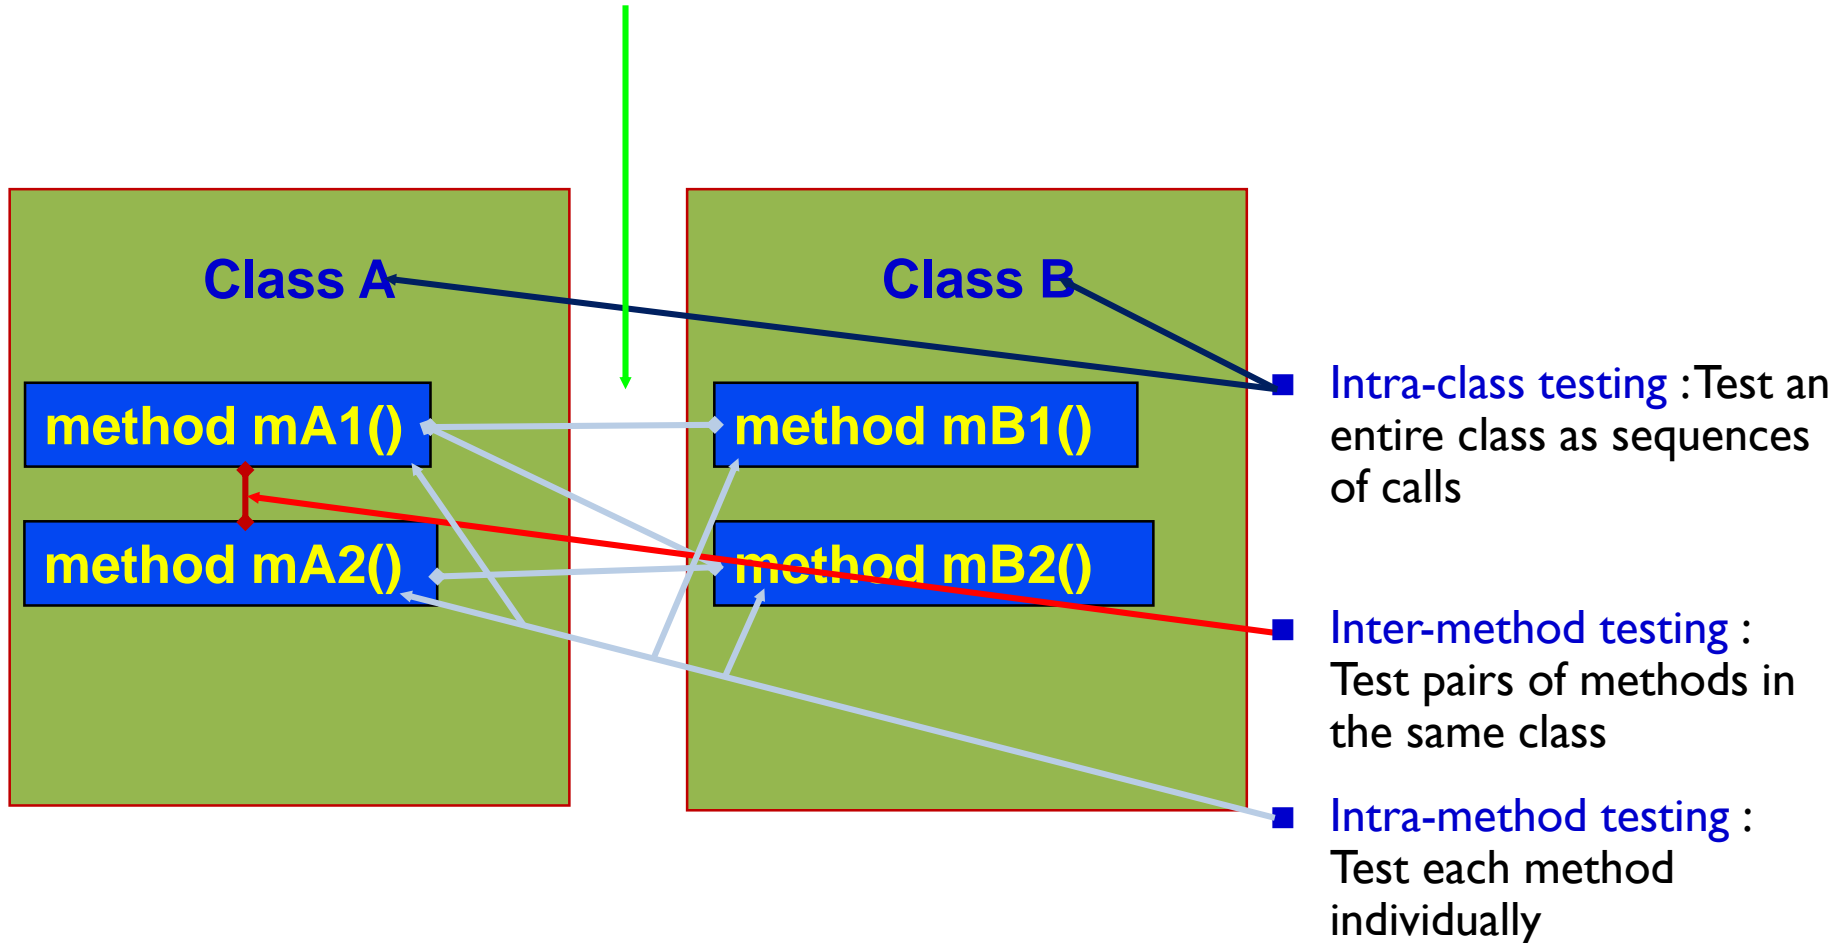 Class A
Class B
method mA1()
method mB1()
method mA2()
method mB2()
Intra-class testing : Test an
entire class as sequences
of calls
Inter-method testing :
Test pairs of methods in
the same class
Intra-method testing :
Test each method
individually